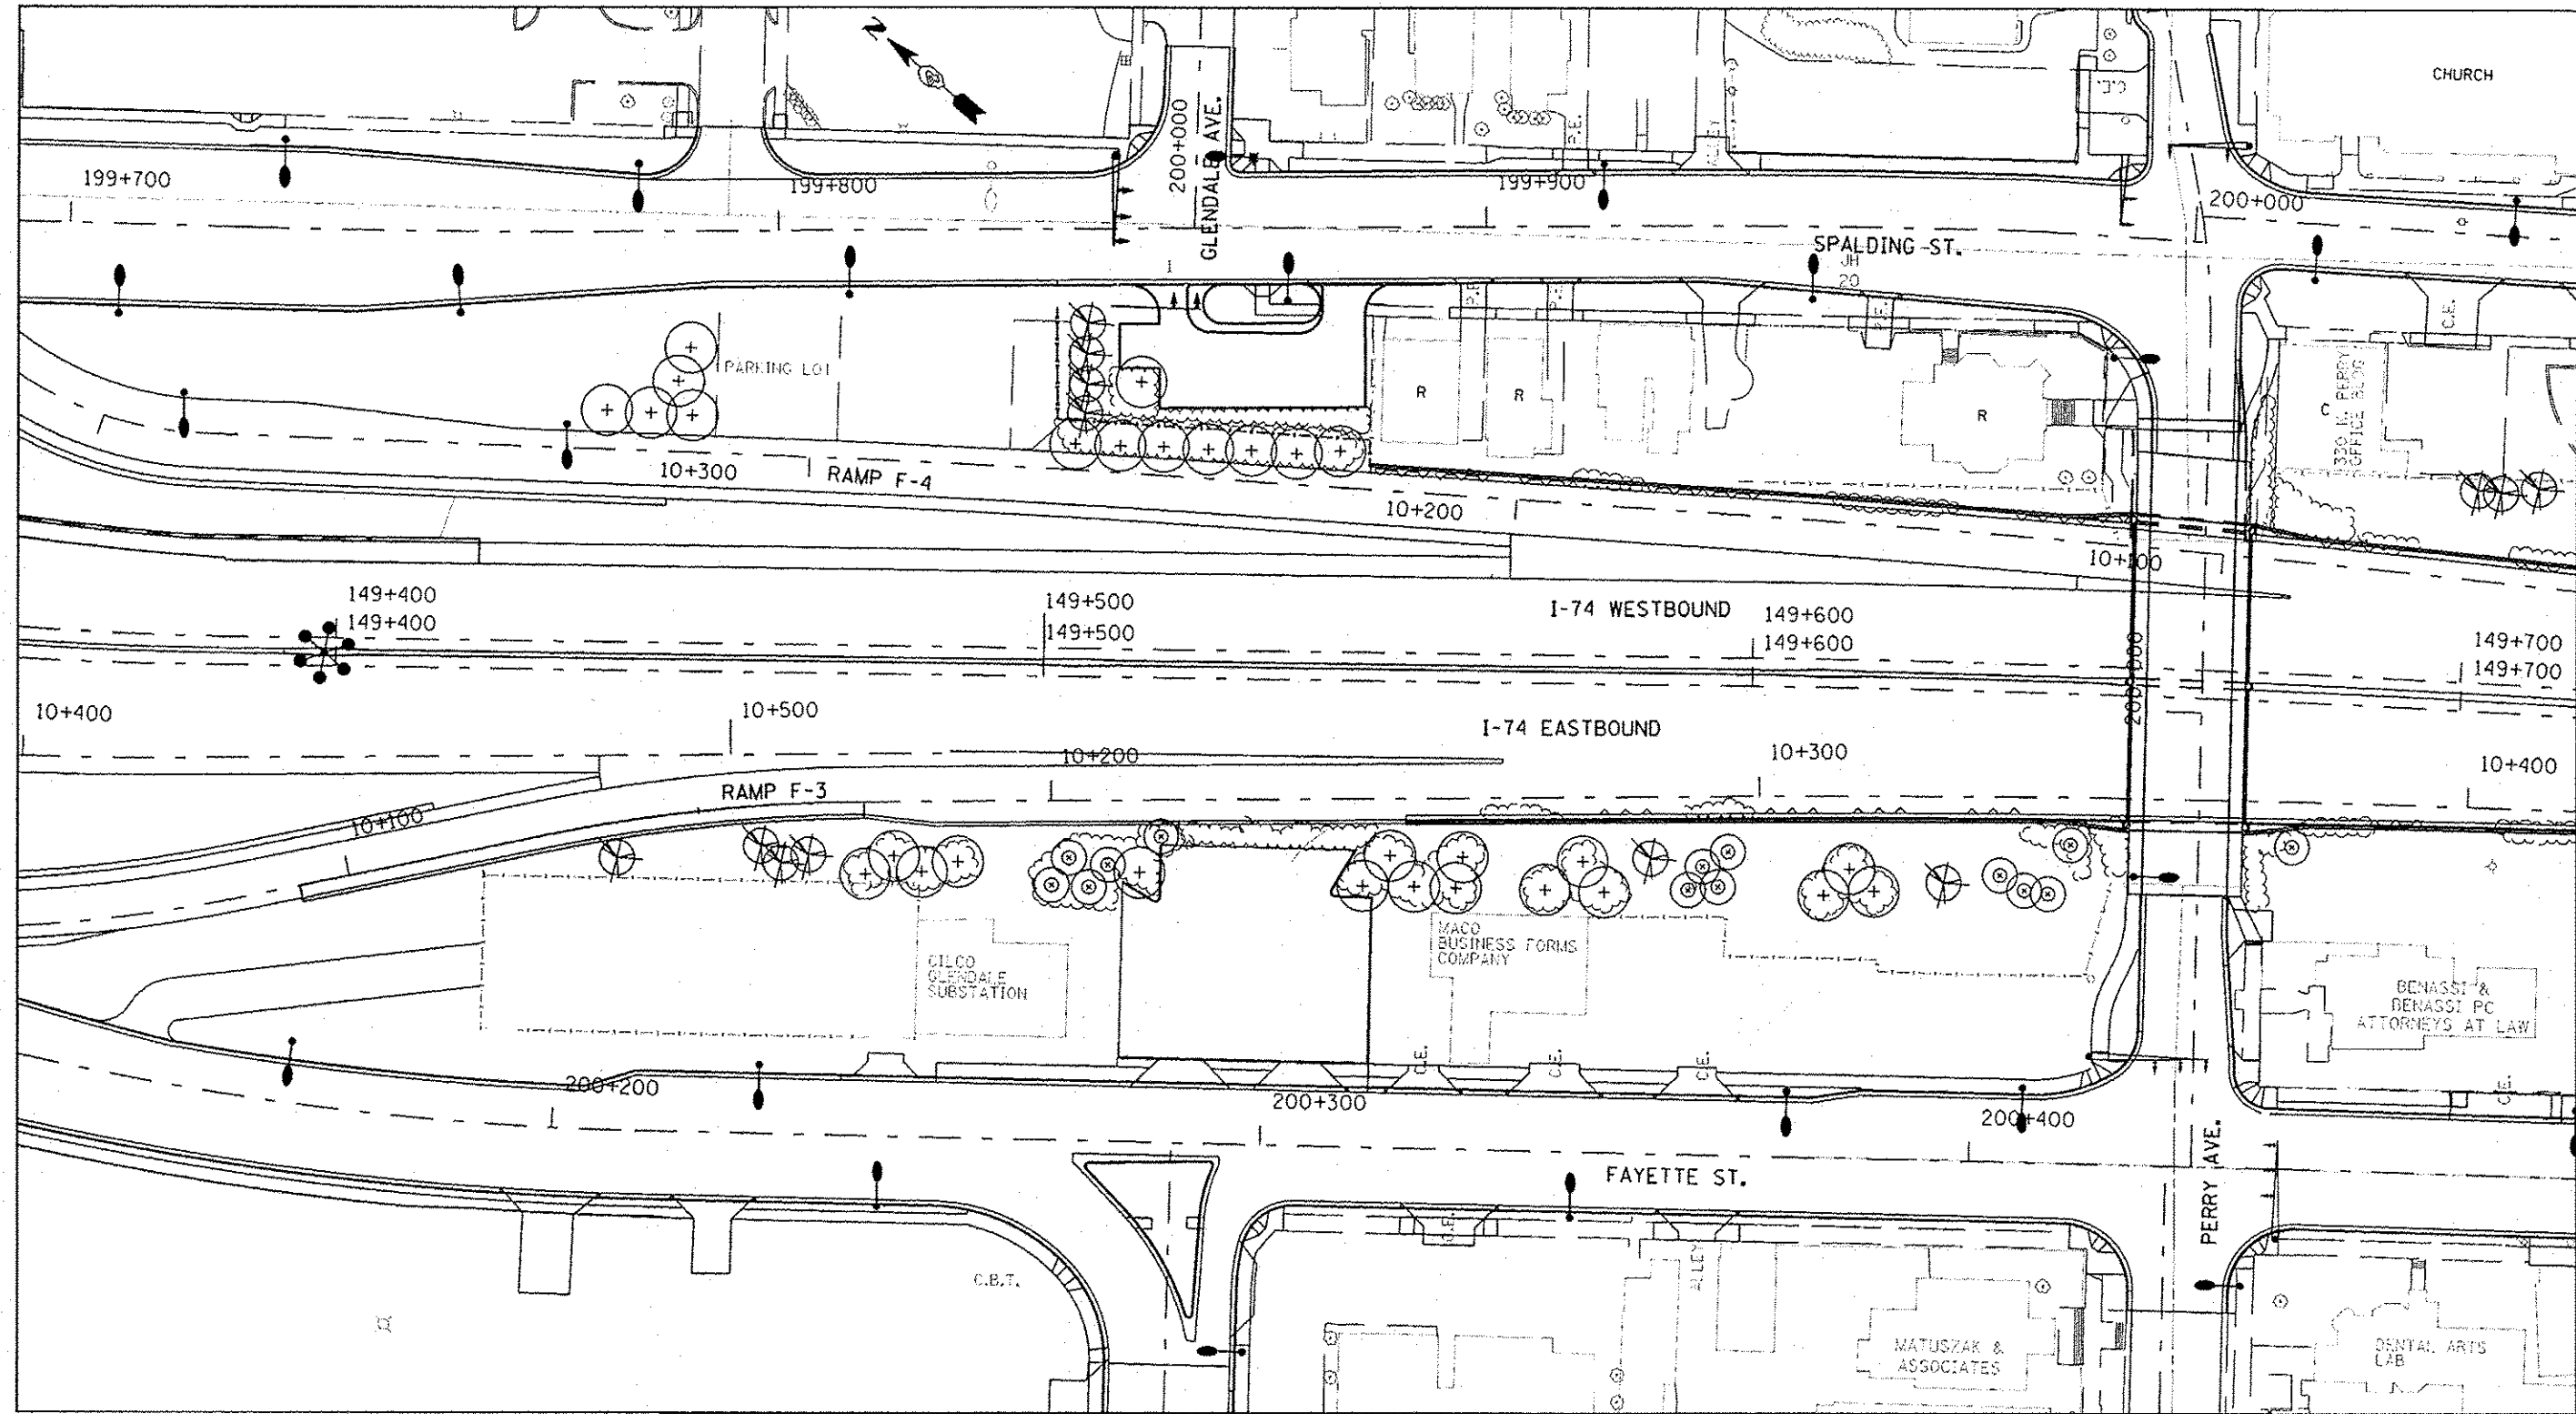 N
CHURCH
C.E.
199+700
199+800
200+000
GLENDALE AVE.
P.E.
ALLEY
199+900
200+000
SPALDING ST.
JH
20
1
P.E.
P.E.
P.E.
C.E.
PARKING LOT
R
R
R
C
330 N. PERRY
OFFICE BLDG
10+300
RAMP F-4
10+200
10+100
149+400
149+400
149+500
149+500
I-74 WESTBOUND
149+600
149+600
149+700
149+700
200+000
10+400
10+500
I-74 EASTBOUND
10+200
10+300
10+400
RAMP F-3
10+100
CILCO
GLENDALE
SUBSTATION
MACO
BUSINESS FORMS
COMPANY
BENASSI &
BENASSI PC
ATTORNEYS AT LAW
C.E.
C.E.
C.E.
C.E.
200+200
200+300
200+400
FAYETTE ST.
PERRY AVE.
C.B.T.
ALLEY
MATUSZAK &
ASSOCIATES
DENTAL ARTS
LAB